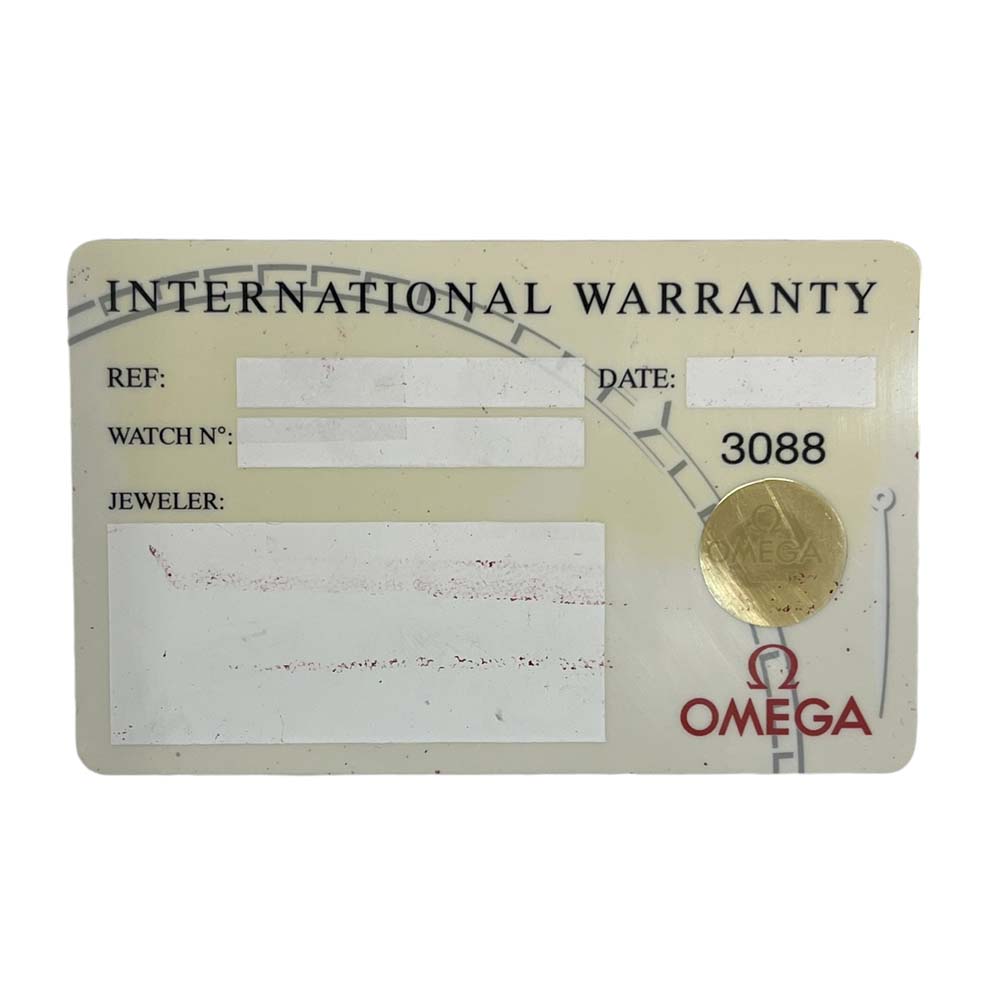 INTERNATIONAL WARRANTY
REF:
DATE:
WATCH N°:
3088
JEWELER:
Ω
OMEGA
Ω
OMEGA